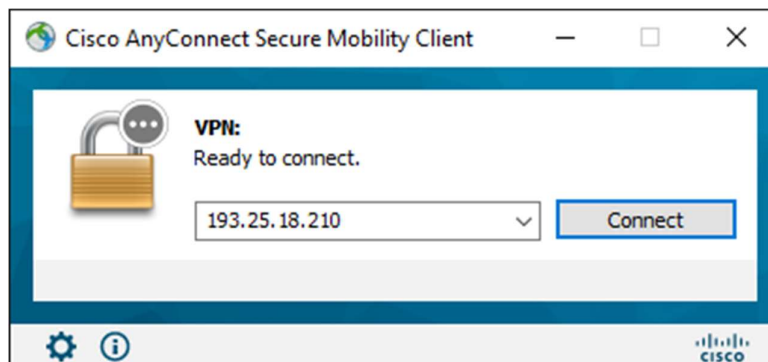 Cisco AnyConnect Secure Mobility Client
VPN:
Ready to connect.
193.25.18.210
Connect
cisco